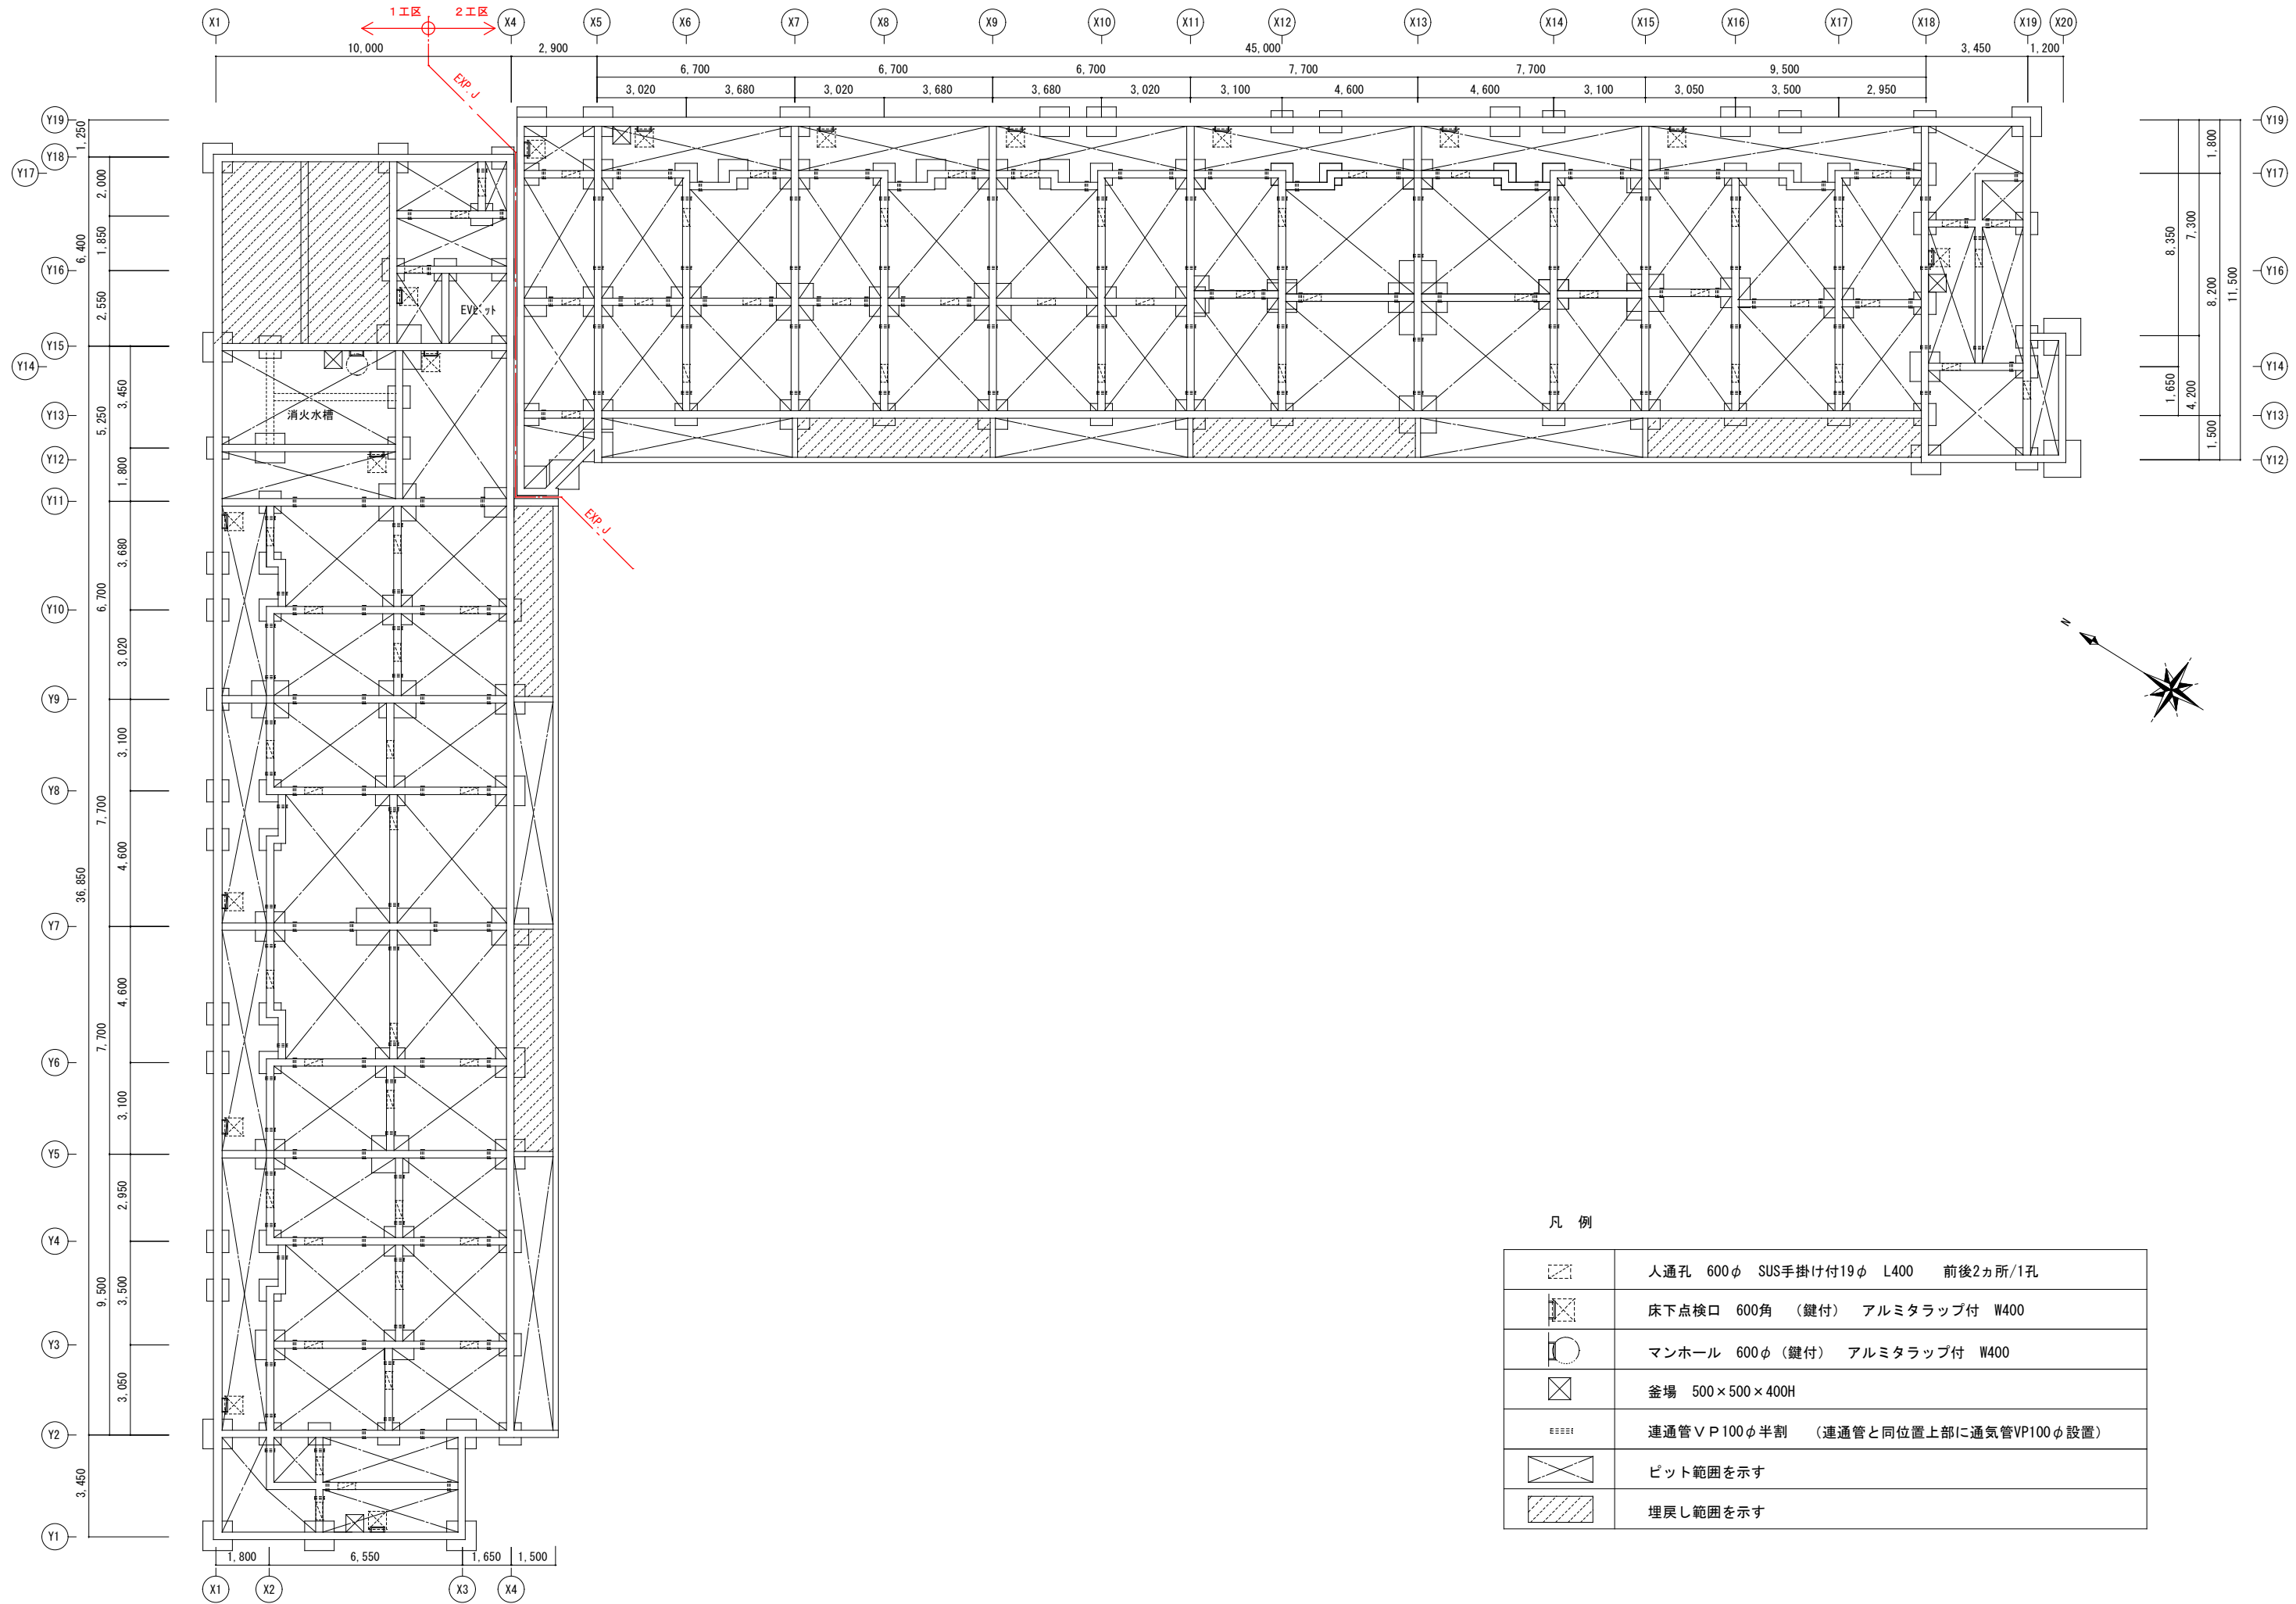 1工区 2工区
X1 X4 X5 X6 X7 X8 X9 X10 X11 X12 X13 X14 X15 X16 X17 X18 X19 X20
10,000 2,900 45,000 3,450 1,200
6,700 6,700 6,700 7,700 7,700 9,500
3,020 3,680 3,020 3,680 3,680 3,020 3,100 4,600 4,600 3,100 3,050 3,500 2,950
EXP.J
Y19
1,250
Y18
Y17
2,000
6,400
1,850
Y16
2,550
Y15
Y14
3,450
Y13
5,250
Y12
1,800
Y11
3,680
Y10
6,700
3,020
Y9
3,100
Y8
7,700
4,600
36,850
Y7
4,600
7,700
Y6
3,100
Y5
2,950
Y4
9,500
3,500
Y3
3,050
Y2
3,450
Y1
EVピット
消火水槽
EXP.J
Y19
1,800
Y17
7,300
8,350
Y16
8,200
11,500
Y14
1,650
4,200
Y13
1,500
Y12
N
1,800 6,550 1,650 1,500
X1 X2 X3 X4
凡 例
人通孔 600φ SUS手掛け付19φ L400 前後2ヵ所/1孔
床下点検口 600角 (鍵付) アルミタラップ付 W400
マンホール 600φ(鍵付) アルミタラップ付 W400
釜場 500×500×400H
連通管VP100φ半割 (連通管と同位置上部に通気管VP100φ設置)
ピット範囲を示す
埋戻し範囲を示す